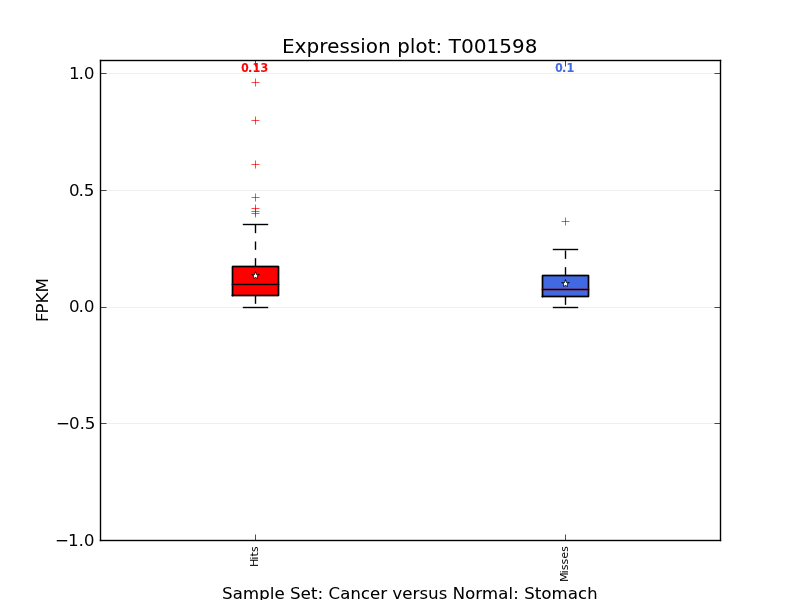 Expression plot: T001598
0.13
0.1
1.0
0.5
0.0
−0.5
−1.0
FPKM
Hits
Misses
Sample Set: Cancer versus Normal: Stomach